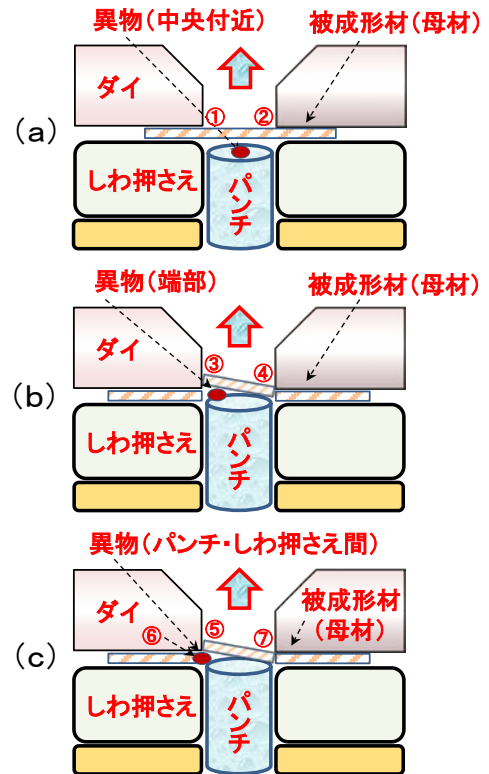 異物(中央付近)
被成形材(母材)
ダイ
① ②
(a)
しわ押さえ
パンチ
異物(端部)
被成形材(母材)
ダイ
③ ④
(b)
しわ押さえ
パンチ
異物(パンチ・しわ押さえ間)
ダイ
被成形材
(母材)
⑥ ⑤ ⑦
(c)
しわ押さえ
パンチ